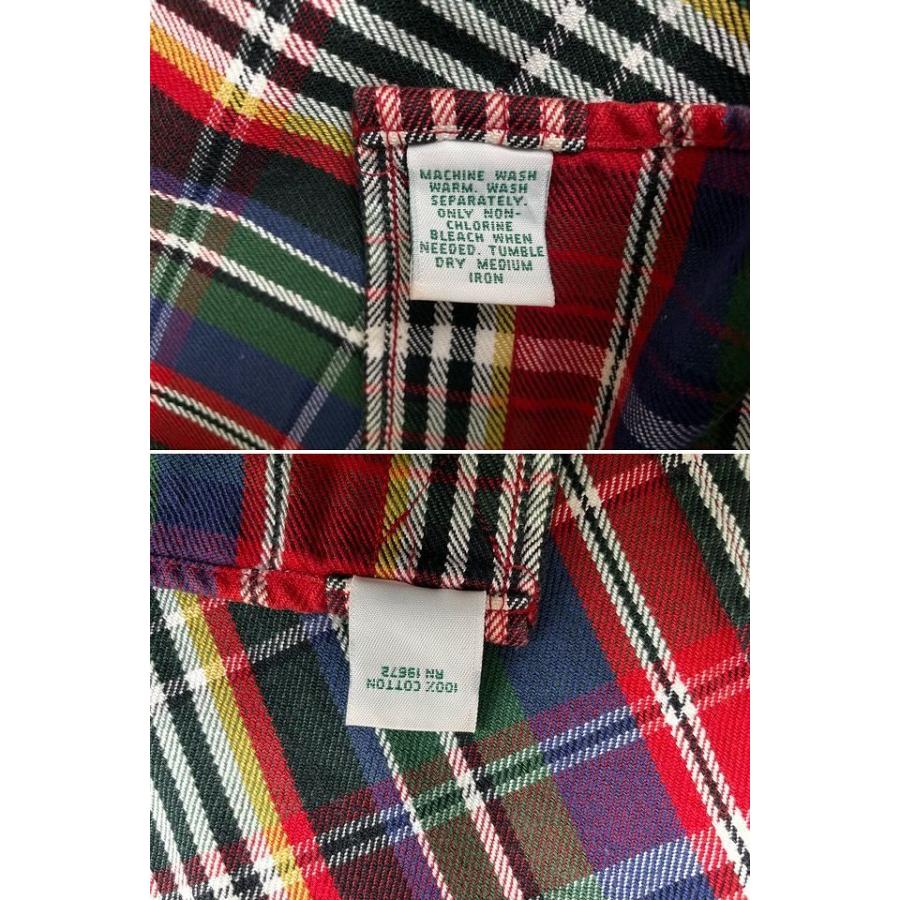 MACHINE WASH
WARM. WASH
SEPARATELY.
ONLY NON-
CHLORINE
BLEACH WHEN
NEEDED. TUMBLE
DRY MEDIUM
IRON
100% COTTON
RN 19672